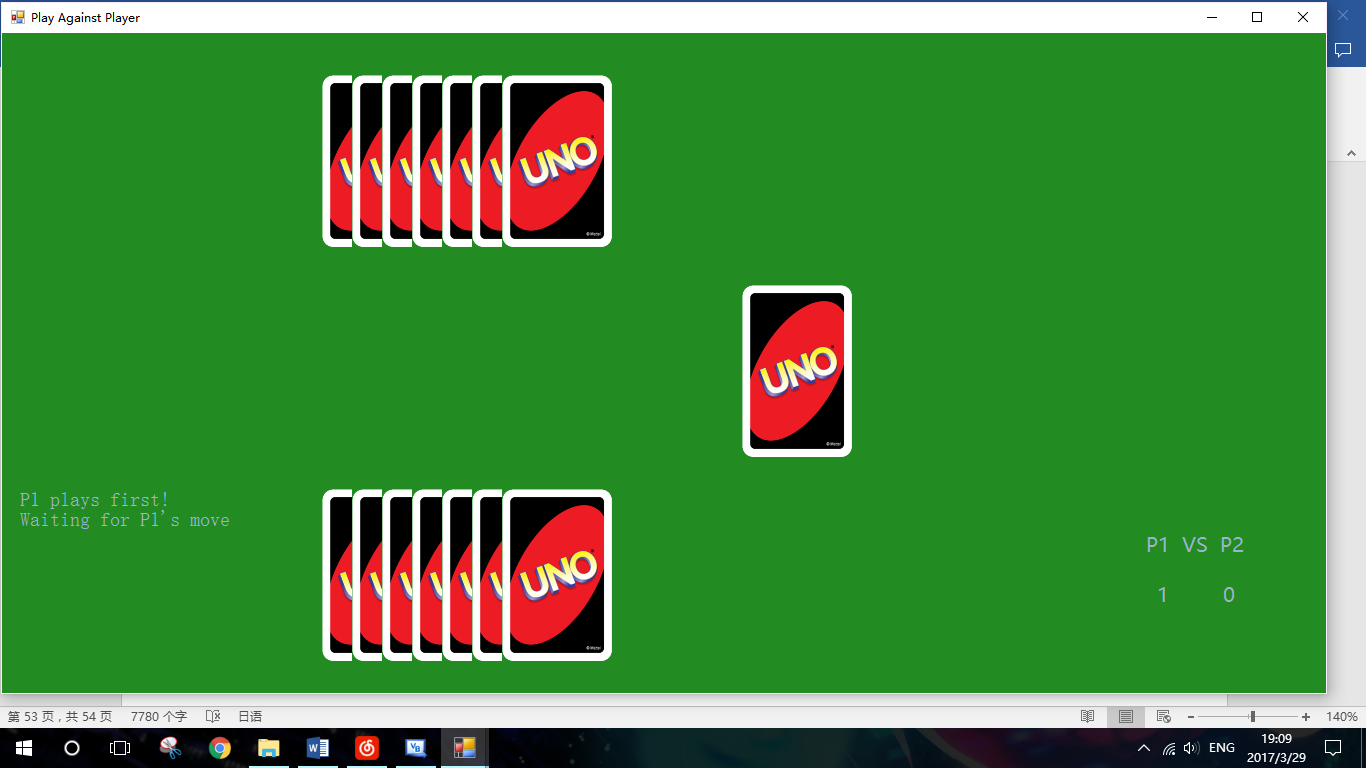 Play Against Player
UNO
UNO
P1 plays first!
Waiting for P1's move
UNO
P1 VS P2
1 0
第 53 页，共 54 页 7780 个字 日语 140%
ENG
19:09
2017/3/29